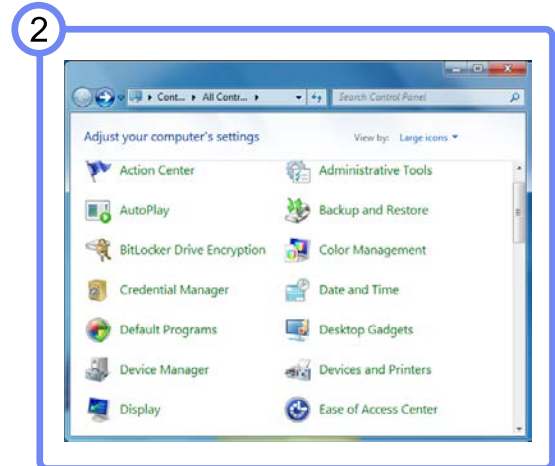 2
Cont... All Contr...
Search Control Panel
Adjust your computer's settings
View by: Large icons
Action Center
Administrative Tools
AutoPlay
Backup and Restore
BitLocker Drive Encryption
Color Management
Credential Manager
Date and Time
Default Programs
Desktop Gadgets
Device Manager
Devices and Printers
Display
Ease of Access Center